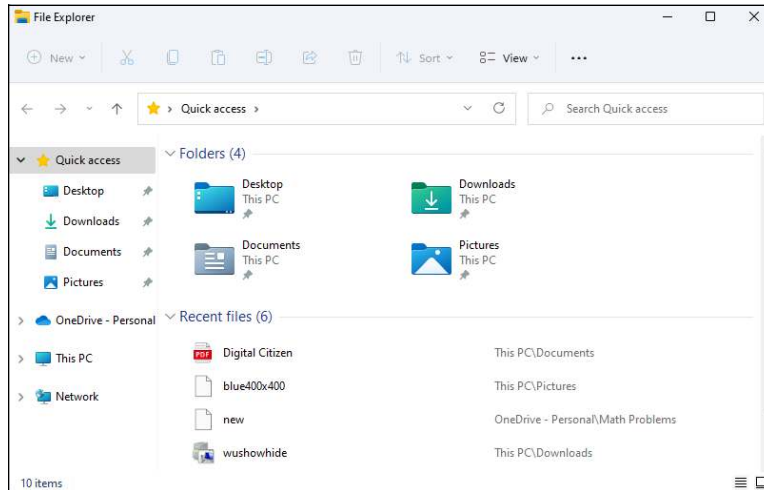 File Explorer
New Sort View
Quick access Search Quick access
Quick access
Desktop
Downloads
Documents
Pictures
OneDrive - Personal
This PC
Network
Folders (4)
Desktop
This PC
Downloads
This PC
Documents
This PC
Pictures
This PC
Recent files (6)
PDF Digital Citizen This PC\Documents
blue400x400 This PC\Pictures
new OneDrive - Personal\Math Problems
wushowhide This PC\Downloads
10 items